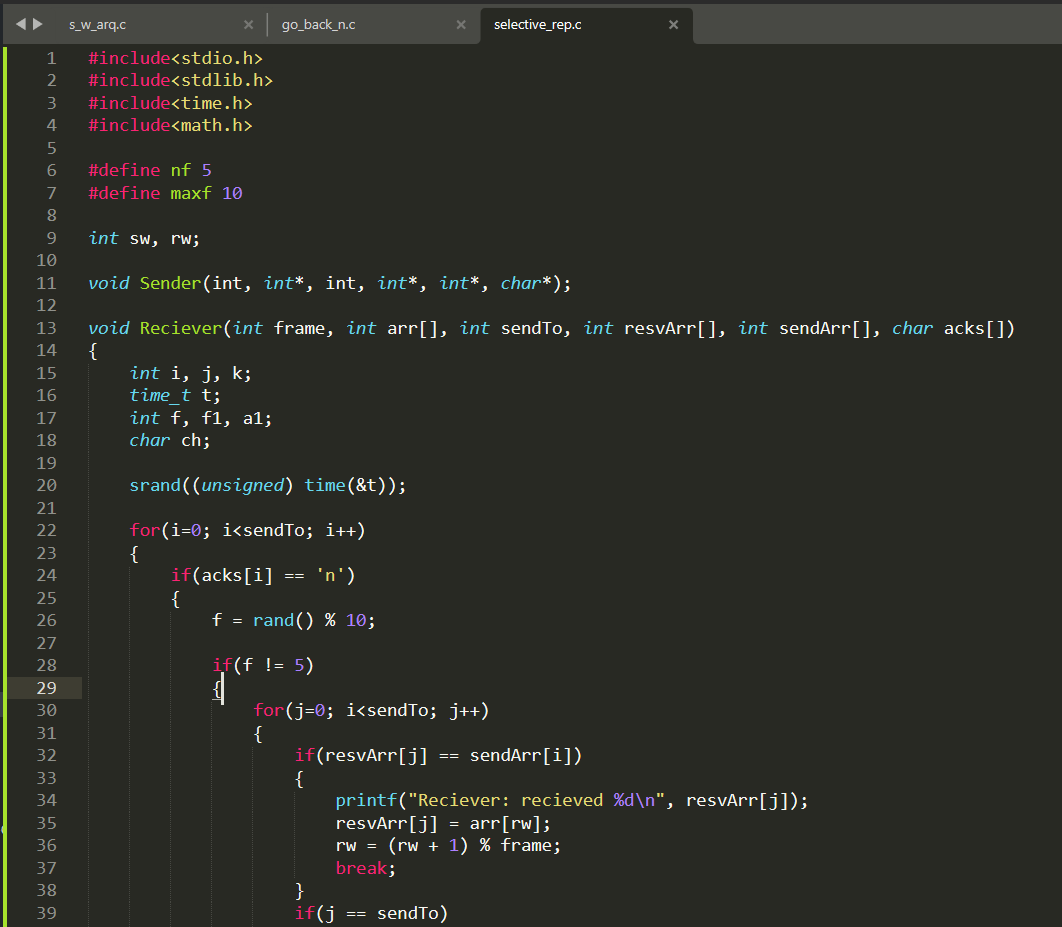 s_w_arq.c × go_back_n.c × selective_rep.c ×
1 #include<stdio.h>
2 #include<stdlib.h>
3 #include<time.h>
4 #include<math.h>
5
6 #define nf 5
7 #define maxf 10
8
9 int sw, rw;
10
11 void Sender(int, int*, int, int*, int*, char*);
12
13 void Reciever(int frame, int arr[], int sendTo, int resvArr[], int sendArr[], char acks[])
14 {
15     int i, j, k;
16     time_t t;
17     int f, f1, a1;
18     char ch;
19
20     srand((unsigned) time(&t));
21
22     for(i=0; i<sendTo; i++)
23     {
24         if(acks[i] == 'n')
25         {
26             f = rand() % 10;
27
28             if(f != 5)
29             {
30                 for(j=0; i<sendTo; j++)
31                 {
32                     if(resvArr[j] == sendArr[i])
33                     {
34                         printf("Reciever: recieved %d\n", resvArr[j]);
35                         resvArr[j] = arr[rw];
36                         rw = (rw + 1) % frame;
37                         break;
38                     }
39                     if(j == sendTo)